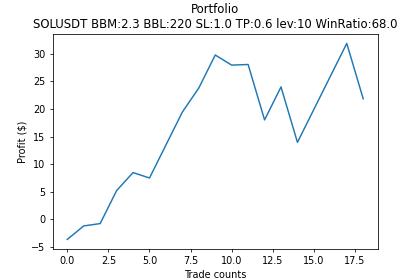 Portfolio
SOLUSDT BBM:2.3 BBL:220 SL:1.0 TP:0.6 lev:10 WinRatio:68.0
30
25
20
15
10
5
0
−5
Profit ($)
0.0 2.5 5.0 7.5 10.0 12.5 15.0 17.5
Trade counts